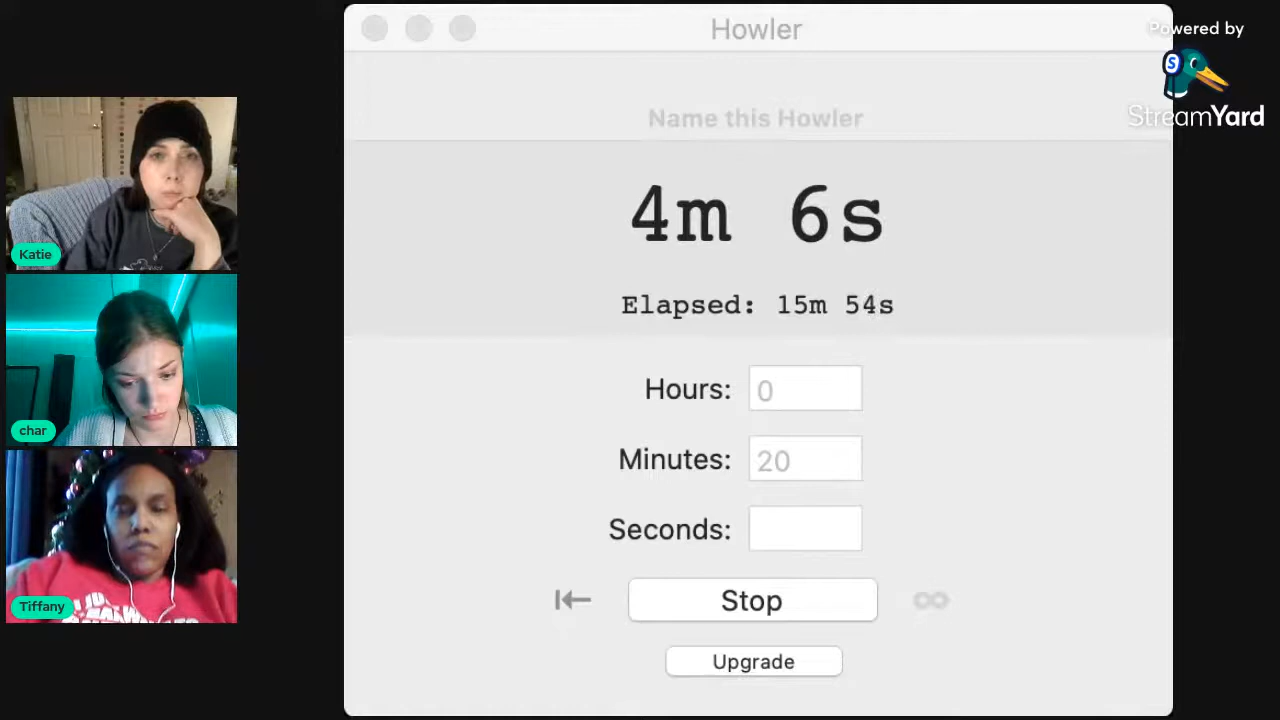 Howler
Powered by
StreamYard
Name this Howler
4m 6s
Elapsed: 15m 54s
Hours: 0
Minutes: 20
Seconds:
Stop
Upgrade
Katie
char
Tiffany